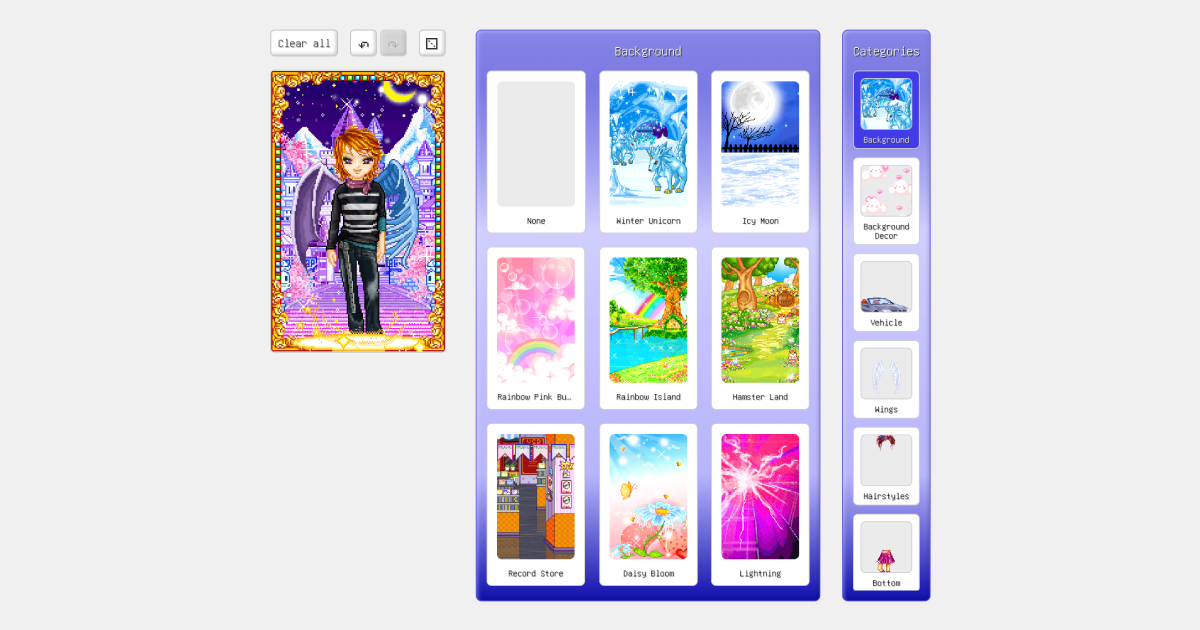 Clear all
Background
None
Winter Unicorn
Icy Moon
Rainbow Pink Bu…
Rainbow Island
Hamster Land
Record Store
Daisy Bloom
Lightning
Categories
Background
Background
Decor
Vehicle
Wings
Hairstyles
Bottom